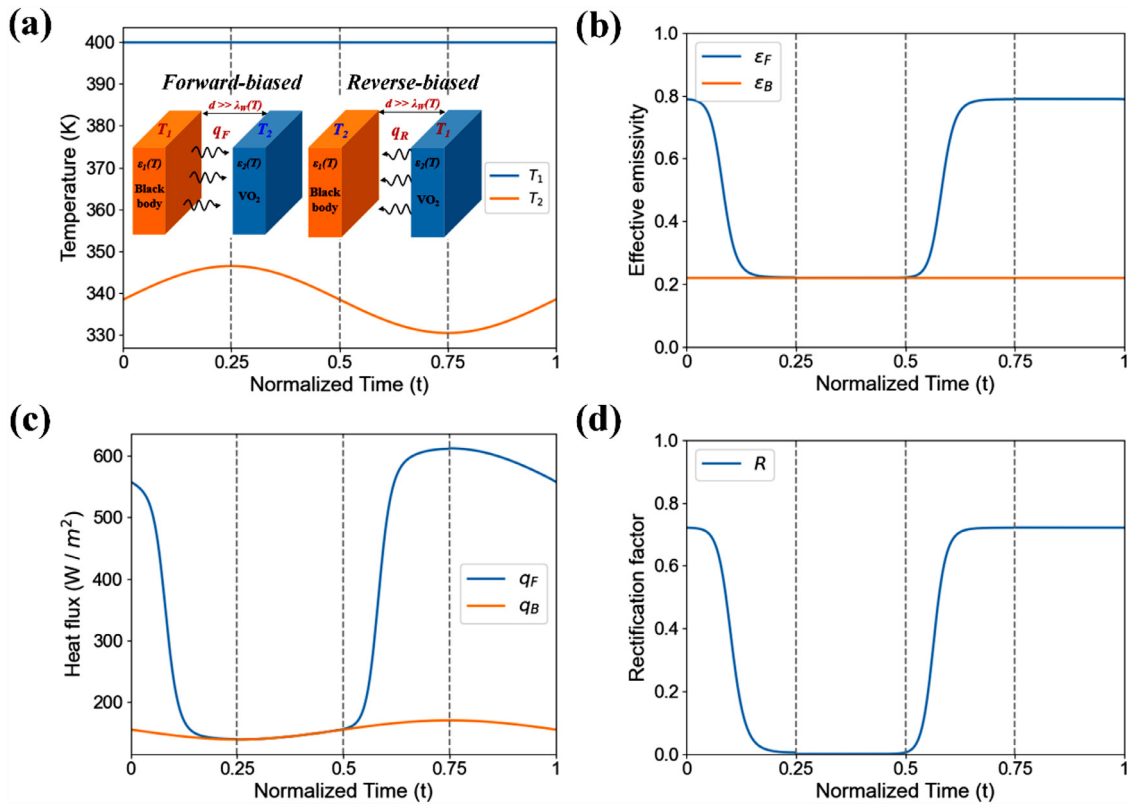 (a)
Temperature (K)
400
390
380
370
360
350
340
330
Forward-biased
Reverse-biased
d >> λW(T)
d >> λW(T)
T1
qF
T2
T2
qR
T1
ε1(T)
Black
body
ε2(T)
VO2
ε1(T)
Black
body
ε2(T)
VO2
T1
T2
0
0.25
0.5
0.75
1
Normalized Time (t)
(b)
Effective emissivity
1.0
0.8
0.6
0.4
0.2
0.0
εF
εB
0
0.25
0.5
0.75
1
Normalized Time (t)
(c)
Heat flux (W / m²)
600
500
400
300
200
qF
qB
0
0.25
0.5
0.75
1
Normalized Time (t)
(d)
Rectification factor
1.0
0.8
0.6
0.4
0.2
0.0
R
0
0.25
0.5
0.75
1
Normalized Time (t)